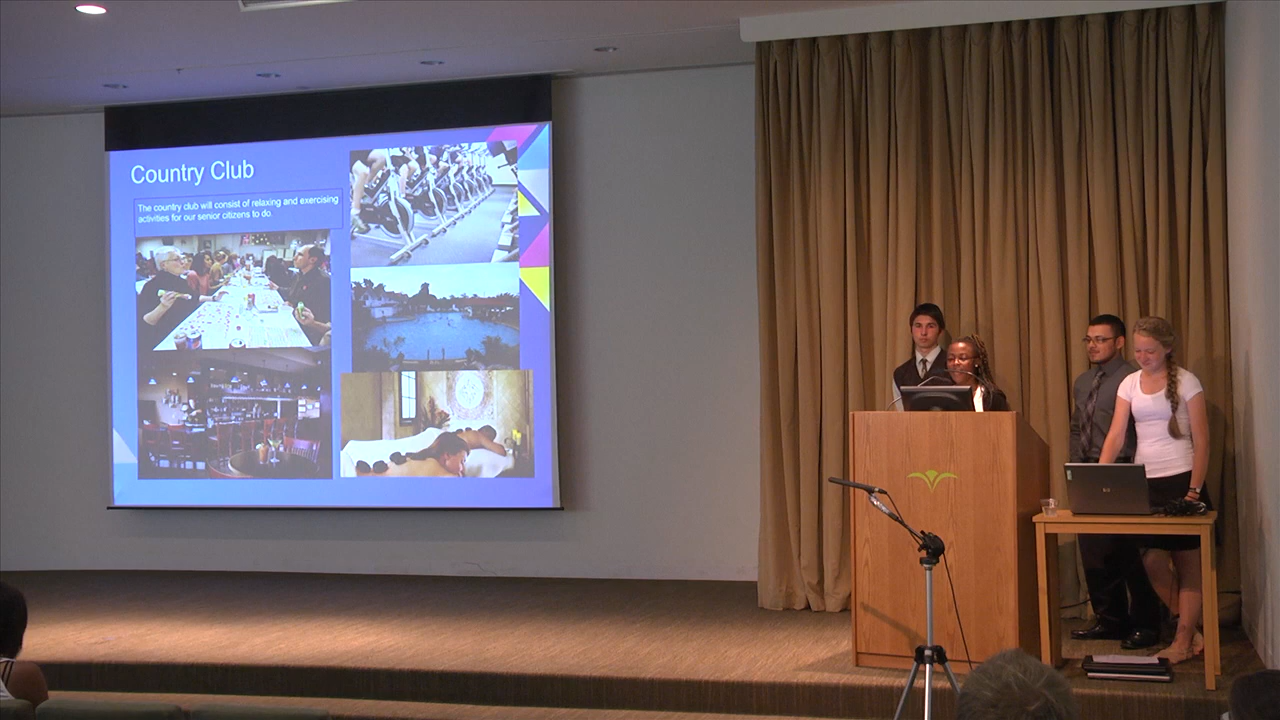 Country Club
The country club will consist of relaxing and exercising
activities for our senior citizens to do.